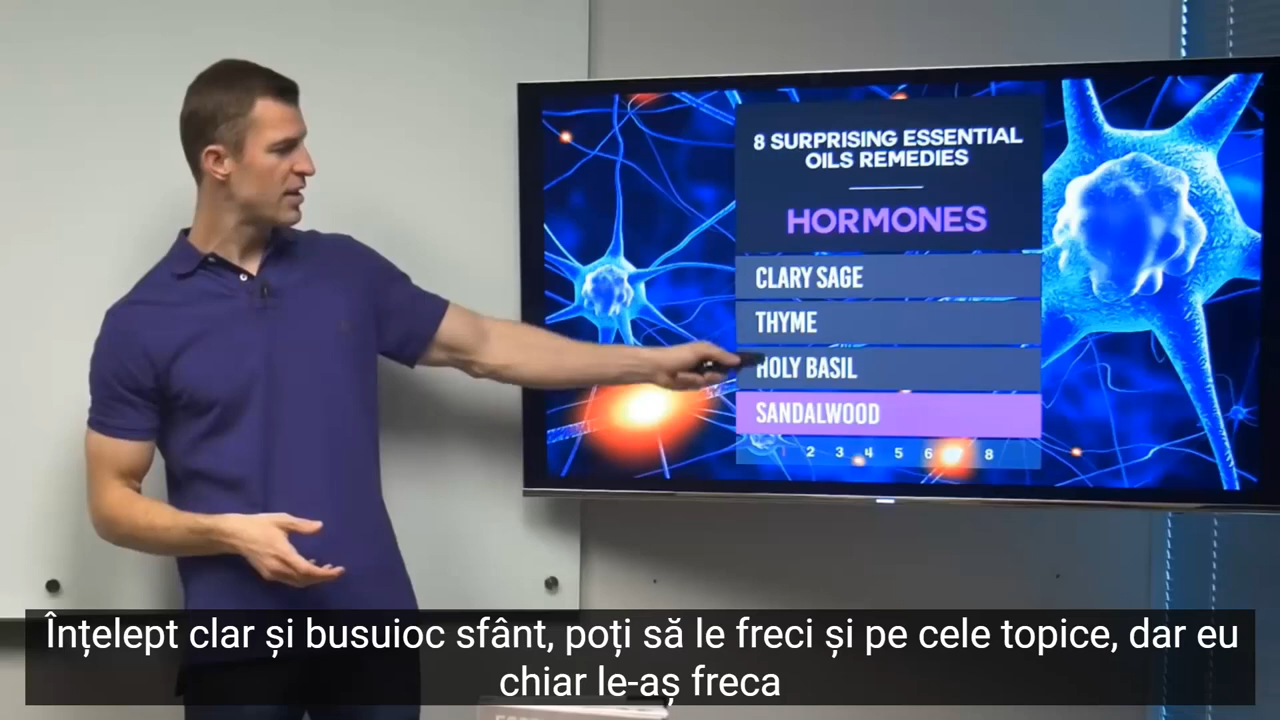 8 SURPRISING ESSENTIAL
OILS REMEDIES
HORMONES
CLARY SAGE
THYME
HOLY BASIL
SANDALWOOD
1 2 3 4 5 6 7 8
Înțelept clar și busuioc sfânt, poți să le freci și pe cele topice, dar eu
chiar le-aș freca